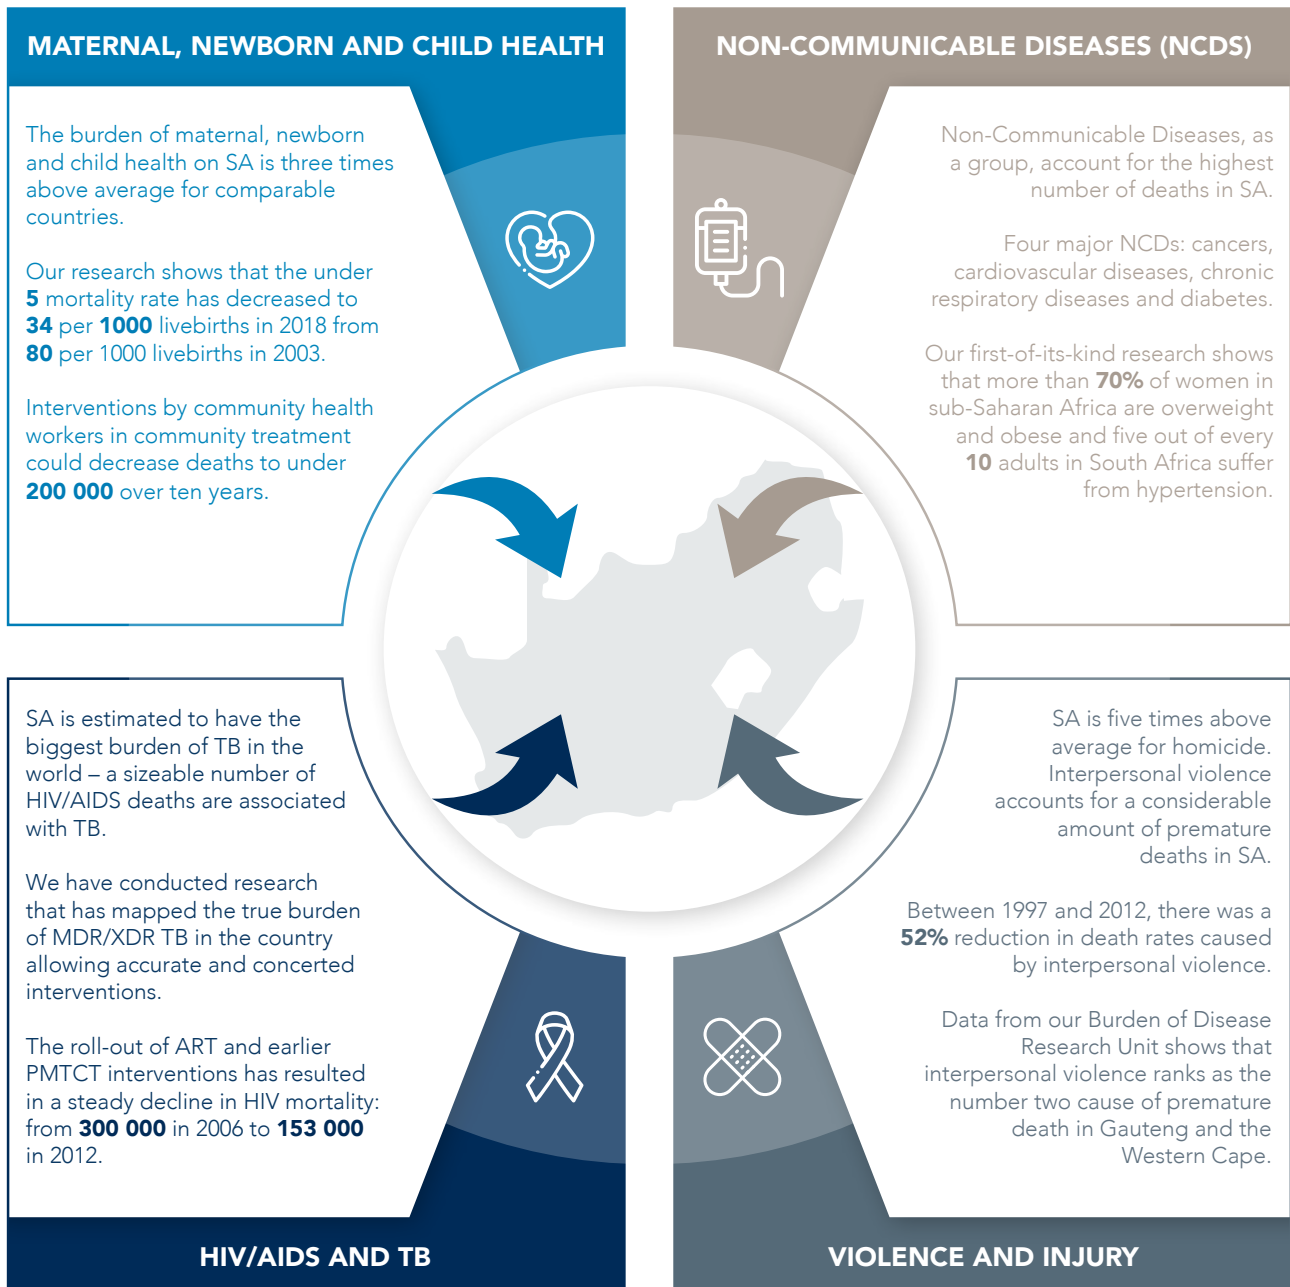 MATERNAL, NEWBORN AND CHILD HEALTH
The burden of maternal, newborn
and child health on SA is three times
above average for comparable
countries.
Our research shows that the under
5 mortality rate has decreased to
34 per 1000 livebirths in 2018 from
80 per 1000 livebirths in 2003.
Interventions by community health
workers in community treatment
could decrease deaths to under
200 000 over ten years.
NON-COMMUNICABLE DISEASES (NCDS)
Non-Communicable Diseases, as
a group, account for the highest
number of deaths in SA.
Four major NCDs: cancers,
cardiovascular diseases, chronic
respiratory diseases and diabetes.
Our first-of-its-kind research shows
that more than 70% of women in
sub-Saharan Africa are overweight
and obese and five out of every
10 adults in South Africa suffer
from hypertension.
SA is estimated to have the
biggest burden of TB in the
world – a sizeable number of
HIV/AIDS deaths are associated
with TB.
We have conducted research
that has mapped the true burden
of MDR/XDR TB in the country
allowing accurate and concerted
interventions.
The roll-out of ART and earlier
PMTCT interventions has resulted
in a steady decline in HIV mortality:
from 300 000 in 2006 to 153 000
in 2012.
HIV/AIDS AND TB
SA is five times above
average for homicide.
Interpersonal violence
accounts for a considerable
amount of premature
deaths in SA.
Between 1997 and 2012, there was a
52% reduction in death rates caused
by interpersonal violence.
Data from our Burden of Disease
Research Unit shows that
interpersonal violence ranks as the
number two cause of premature
death in Gauteng and the
Western Cape.
VIOLENCE AND INJURY